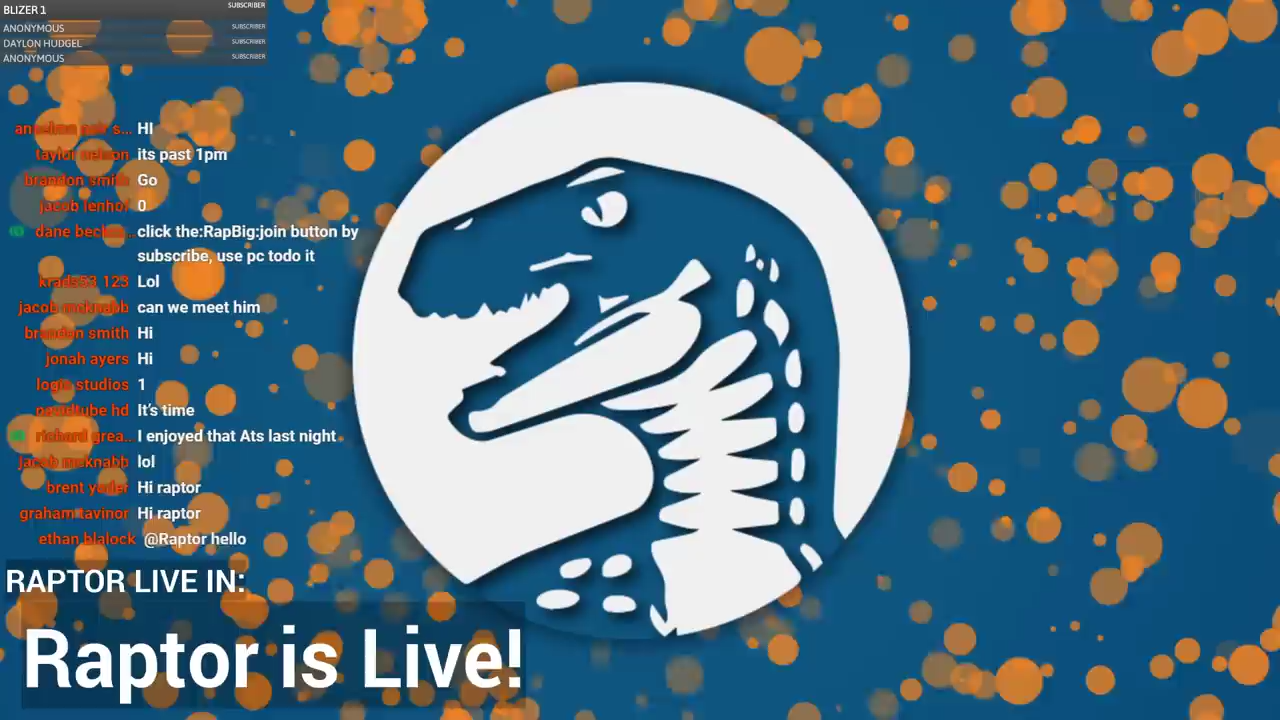 BLIZER 1 SUBSCRIBER
ANONYMOUS SUBSCRIBER
DAYLON HUDGEL SUBSCRIBER
ANONYMOUS SUBSCRIBER
HI
taylor nelson its past 1pm
brandon smith Go
jacob lenhof 0
dane click the:RapBig:join button by
subscribe, use pc todo it
krads53 123 Lol
jacob mcknabb can we meet him
brandon smith Hi
jonah ayers Hi
logic studios 1
hd It's time
richard grea.. I enjoyed that Ats last night
jacob mcknabb lol
brent yoder Hi raptor
graham tavinor Hi raptor
ethan blalock @Raptor hello
RAPTOR LIVE IN:
Raptor is Live!